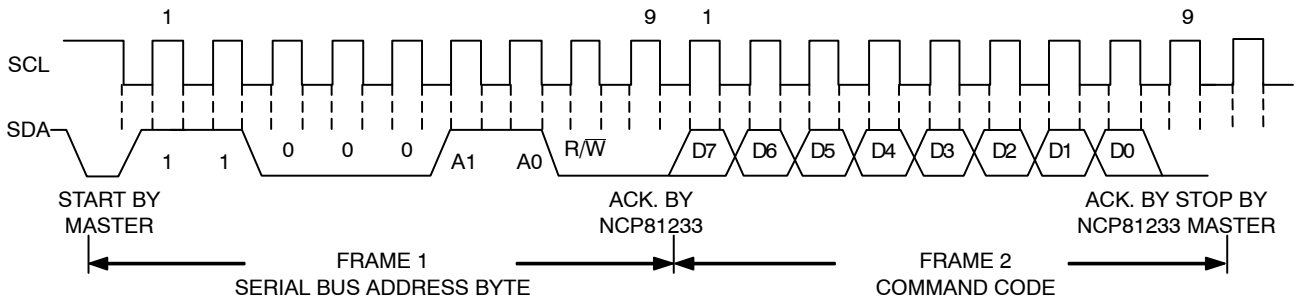 1 9 1 9
SCL
SDA
1 1 0 0 0 A1 A0 R/W̅ D7 D6 D5 D4 D3 D2 D1 D0
START BY
MASTER
ACK. BY
NCP81233
ACK. BY STOP BY
NCP81233 MASTER
FRAME 1
SERIAL BUS ADDRESS BYTE
FRAME 2
COMMAND CODE